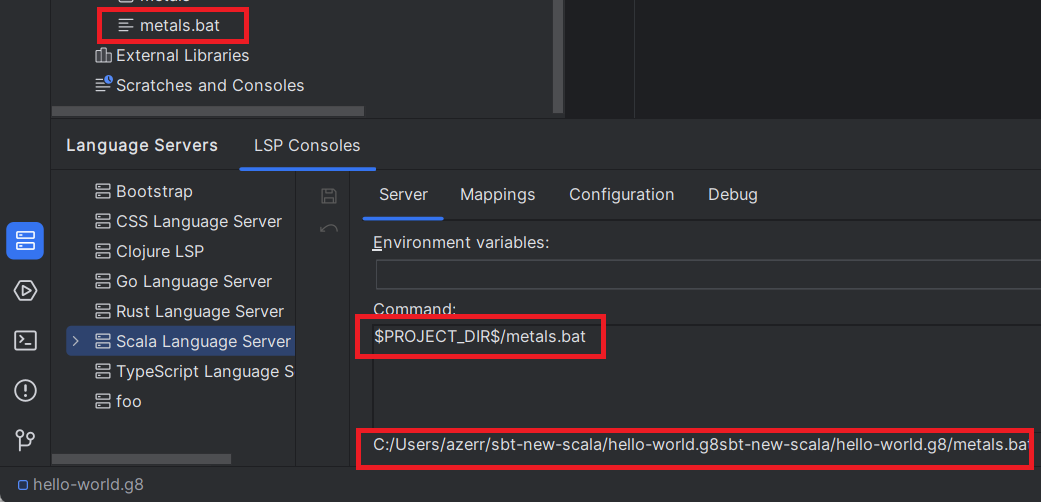 metals.bat
External Libraries
Scratches and Consoles
Language Servers LSP Consoles
Bootstrap
CSS Language Server
Clojure LSP
Go Language Server
Rust Language Server
Scala Language Server
TypeScript Language S
foo
Server Mappings Configuration Debug
Environment variables:
Command:
$PROJECT_DIR$/metals.bat
C:/Users/azerr/sbt-new-scala/hello-world.g8sbt-new-scala/hello-world.g8/metals.bat
hello-world.g8